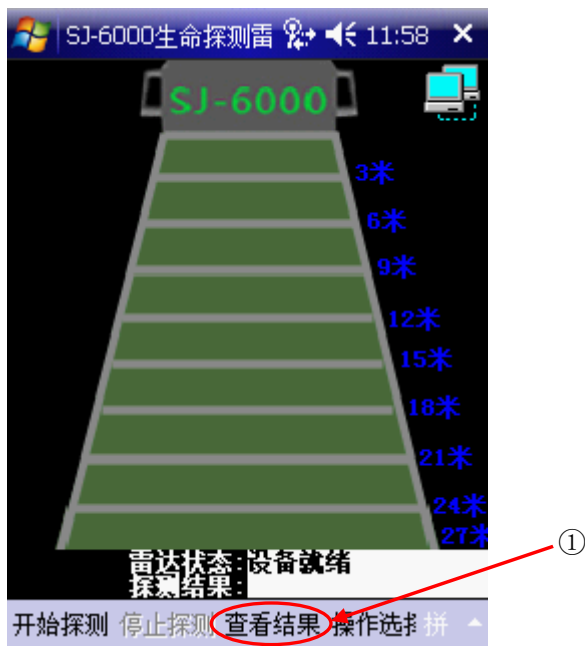 SJ-6000生命探测雷 11:58
SJ-6000
3米
6米
9米
12米
15米
18米
21米
24米
27米
①
雷达状态:设备就绪
探测结果:
开始探测 停止探测 查看结果 操作选择 拼